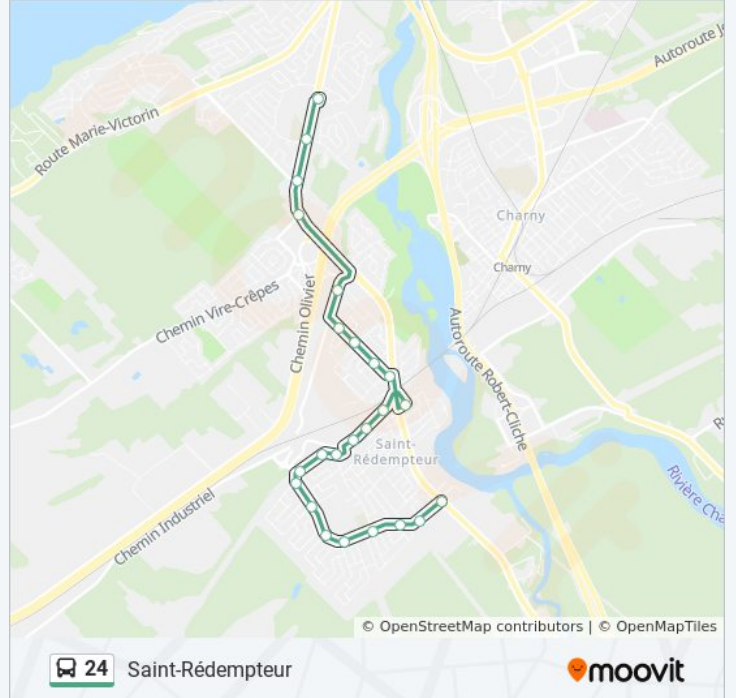 Autoroute Je
Route Marie-Victorin
Charny
Charny
Chemin Vire-Crêpes
Chemin Olivier
Autoroute Robert-Cliche
Saint-
Rédempteur
Rivière Cha
Chemin Industriel
© OpenStreetMap contributors | © OpenMapTiles
24 Saint-Rédempteur
moovit